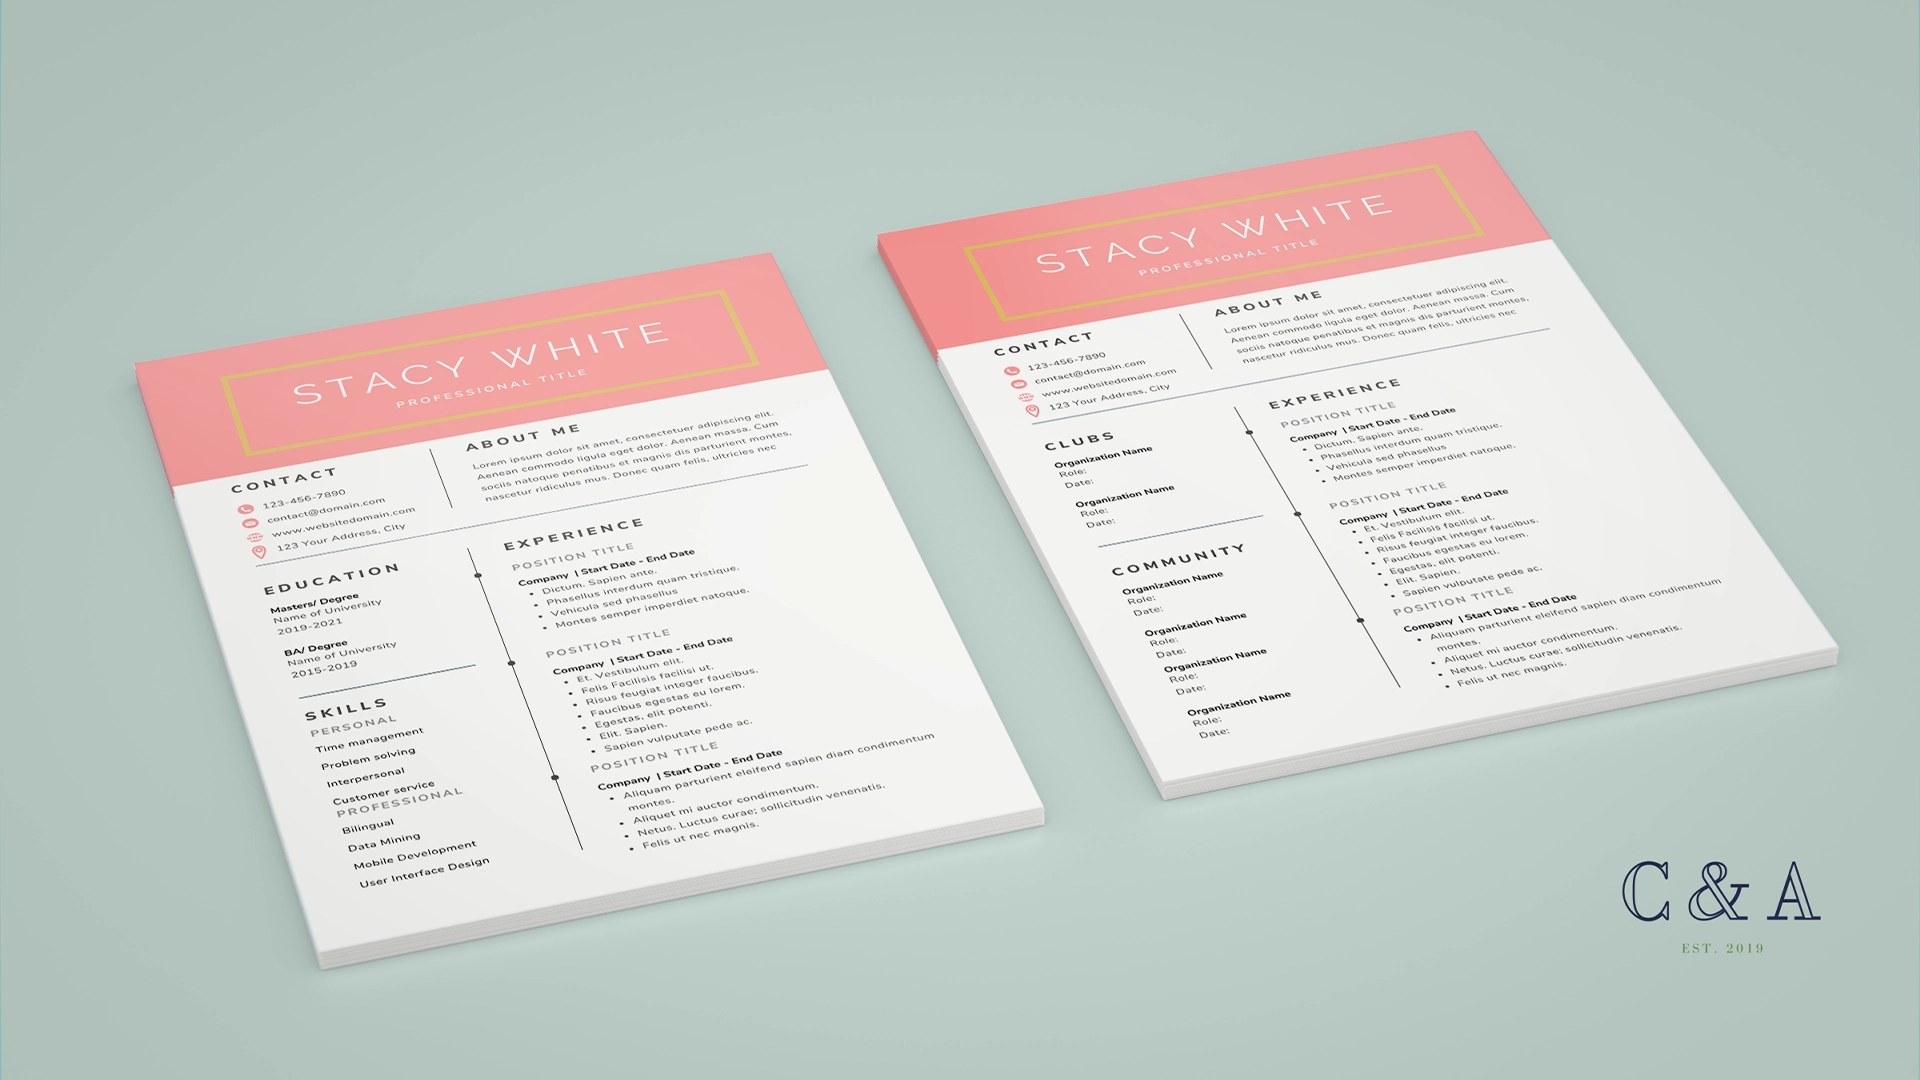 STACY WHITE
PROFESSIONAL TITLE
CONTACT
123-456-7890
contact@domain.com
www.websitedomain.com
123 Your Address, City
ABOUT ME
Lorem ipsum dolor sit amet, consectetuer adipiscing elit.
Aenean commodo ligula eget dolor. Aenean massa. Cum
sociis natoque penatibus et magnis dis parturient montes,
nascetur ridiculus mus. Donec quam felis, ultricies nec
EDUCATION
Masters/ Degree
Name of University
2019-2021
BA/ Degree
Name of University
2015-2019
SKILLS
PERSONAL
Time management
Problem solving
Interpersonal
Customer service
PROFESSIONAL
Bilingual
Data Mining
Mobile Development
User Interface Design
EXPERIENCE
POSITION TITLE
Company | Start Date - End Date
• Dictum. Sapien ante.
• Phasellus interdum quam tristique.
• Vehicula sed phasellus
• Montes semper imperdiet natoque.
POSITION TITLE
Company | Start Date - End Date
• Et. Vestibulum elit.
• Felis Facilisis facilisi ut.
• Risus feugiat integer faucibus.
• Faucibus egestas eu lorem.
• Egestas, elit potenti.
• Elit. Sapien.
• Sapien vulputate pede ac.
POSITION TITLE
Company | Start Date - End Date
• Aliquam parturient eleifend sapien diam condimentum
montes.
• Aliquet mi auctor condimentum.
• Netus. Luctus curae; sollicitudin venenatis.
• Felis ut nec magnis.
STACY WHITE
PROFESSIONAL TITLE
CONTACT
123-456-7890
contact@domain.com
www.websitedomain.com
123 Your Address, City
ABOUT ME
Lorem ipsum dolor sit amet, consectetuer adipiscing elit.
Aenean commodo ligula eget dolor. Aenean massa. Cum
sociis natoque penatibus et magnis dis parturient montes,
nascetur ridiculus mus. Donec quam felis, ultricies nec
CLUBS
Organization Name
Role:
Date:
Organization Name
Role:
Date:
COMMUNITY
Organization Name
Role:
Date:
Organization Name
Role:
Date:
Organization Name
Role:
Date:
Organization Name
Role:
Date:
EXPERIENCE
POSITION TITLE
Company | Start Date - End Date
• Dictum. Sapien ante.
• Phasellus interdum quam tristique.
• Vehicula sed phasellus
• Montes semper imperdiet natoque.
POSITION TITLE
Company | Start Date - End Date
• Et. Vestibulum elit.
• Felis Facilisis facilisi ut.
• Risus feugiat integer faucibus.
• Faucibus egestas eu lorem.
• Egestas, elit potenti.
• Elit. Sapien.
• Sapien vulputate pede ac.
POSITION TITLE
Company | Start Date - End Date
• Aliquam parturient eleifend sapien diam condimentum
montes.
• Aliquet mi auctor condimentum.
• Netus. Luctus curae; sollicitudin venenatis.
• Felis ut nec magnis.
C & A
EST. 2019